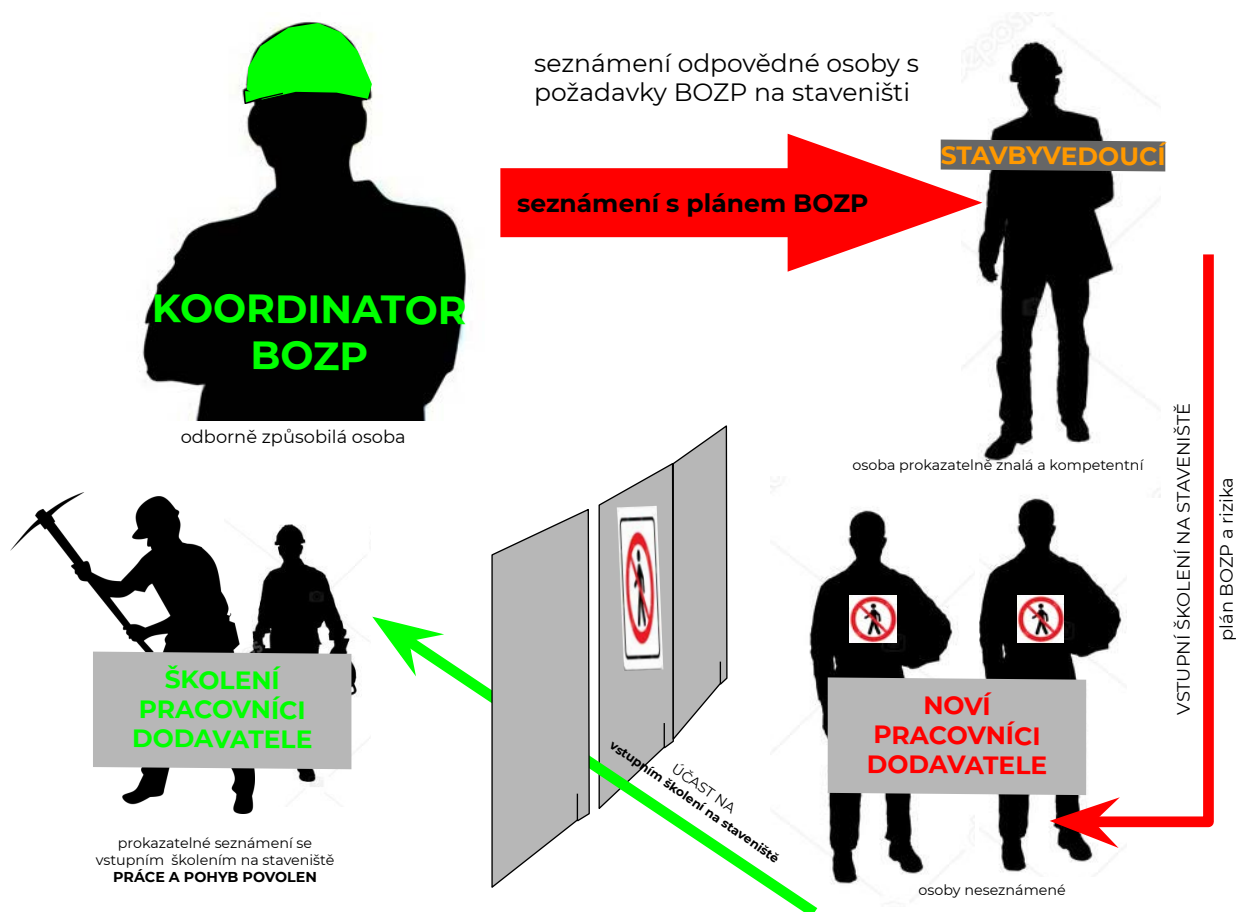 seznámení odpovědné osoby s
požadavky BOZP na staveništi
STAVBYVEDOUCÍ
seznámení s plánem BOZP
KOORDINATOR
BOZP
odborně způsobilá osoba
osoba prokazatelně znalá a kompetentní
VSTUPNÍ ŠKOLENÍ NA STAVENIŠTĚ
plán BOZP a rizika
ŠKOLENÍ
PRACOVNÍCI
DODAVATELE
NOVÍ
PRACOVNÍCI
DODAVATELE
ÚČAST NA
vstupním školení na staveniště
prokazatelné seznámení se
vstupním školením na staveniště
PRÁCE A POHYB POVOLEN
osoby neseznámené